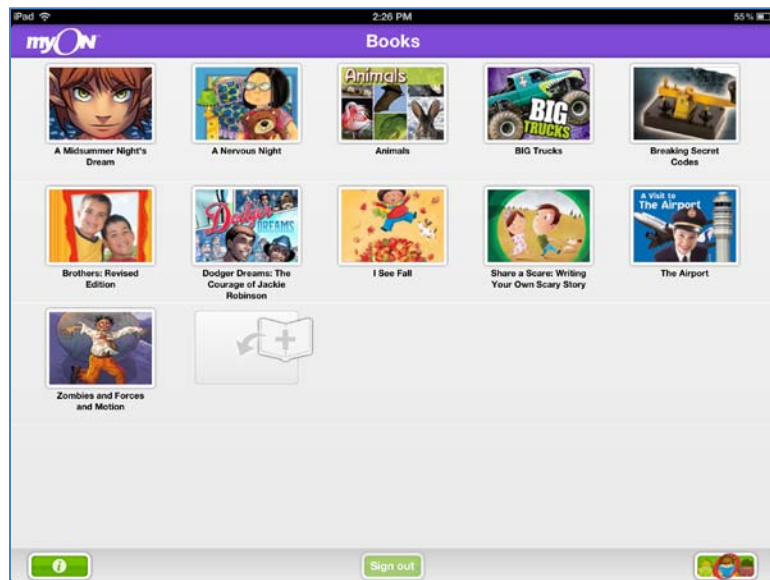 iPad 2:26 PM 55%
myON Books
Animals
BIG
TRUCKS
A Midsummer Night's
Dream
A Nervous Night
Animals
BIG Trucks
Breaking Secret
Codes
Dodger
DREAMS
A Visit to
The Airport
Brothers: Revised
Edition
Dodger Dreams: The
Courage of Jackie
Robinson
I See Fall
Share a Scare: Writing
Your Own Scary Story
The Airport
Zombies and Forces
and Motion
i
Sign out